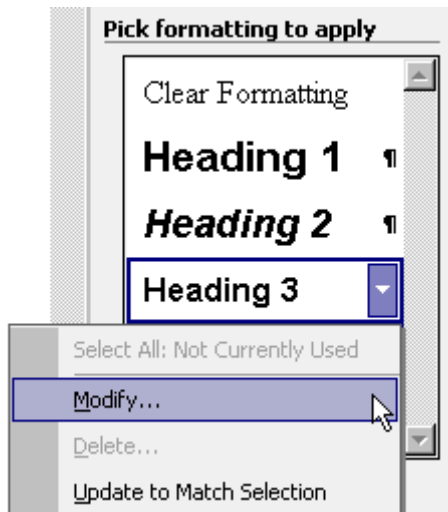 Pick formatting to apply
Clear Formatting
Heading 1 ¶
Heading 2 ¶
Heading 3
Select All: Not Currently Used
Modify...
Delete...
Update to Match Selection